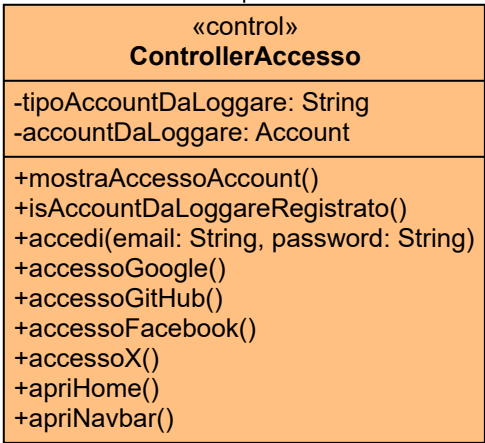 «control»
ControllerAccesso
-tipoAccountDaLoggare: String
-accountDaLoggare: Account
+mostraAccessoAccount()
+isAccountDaLoggareRegistrato()
+accedi(email: String, password: String)
+accessoGoogle()
+accessoGitHub()
+accessoFacebook()
+accessoX()
+apriHome()
+apriNavbar()